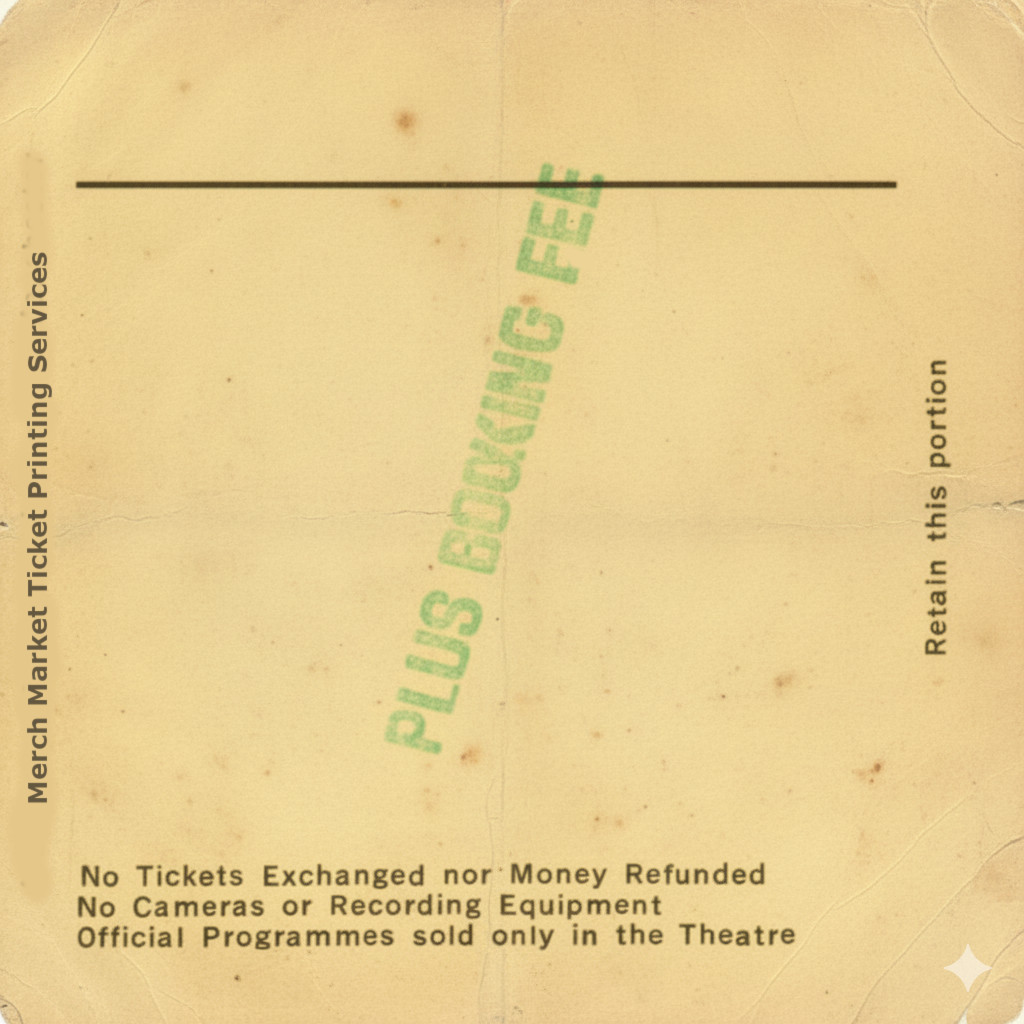 Merch Market Ticket Printing Services
PLUS BOOKING FEE
Retain this portion
No Tickets Exchanged nor Money Refunded
No Cameras or Recording Equipment
Official Programmes sold only in the Theatre